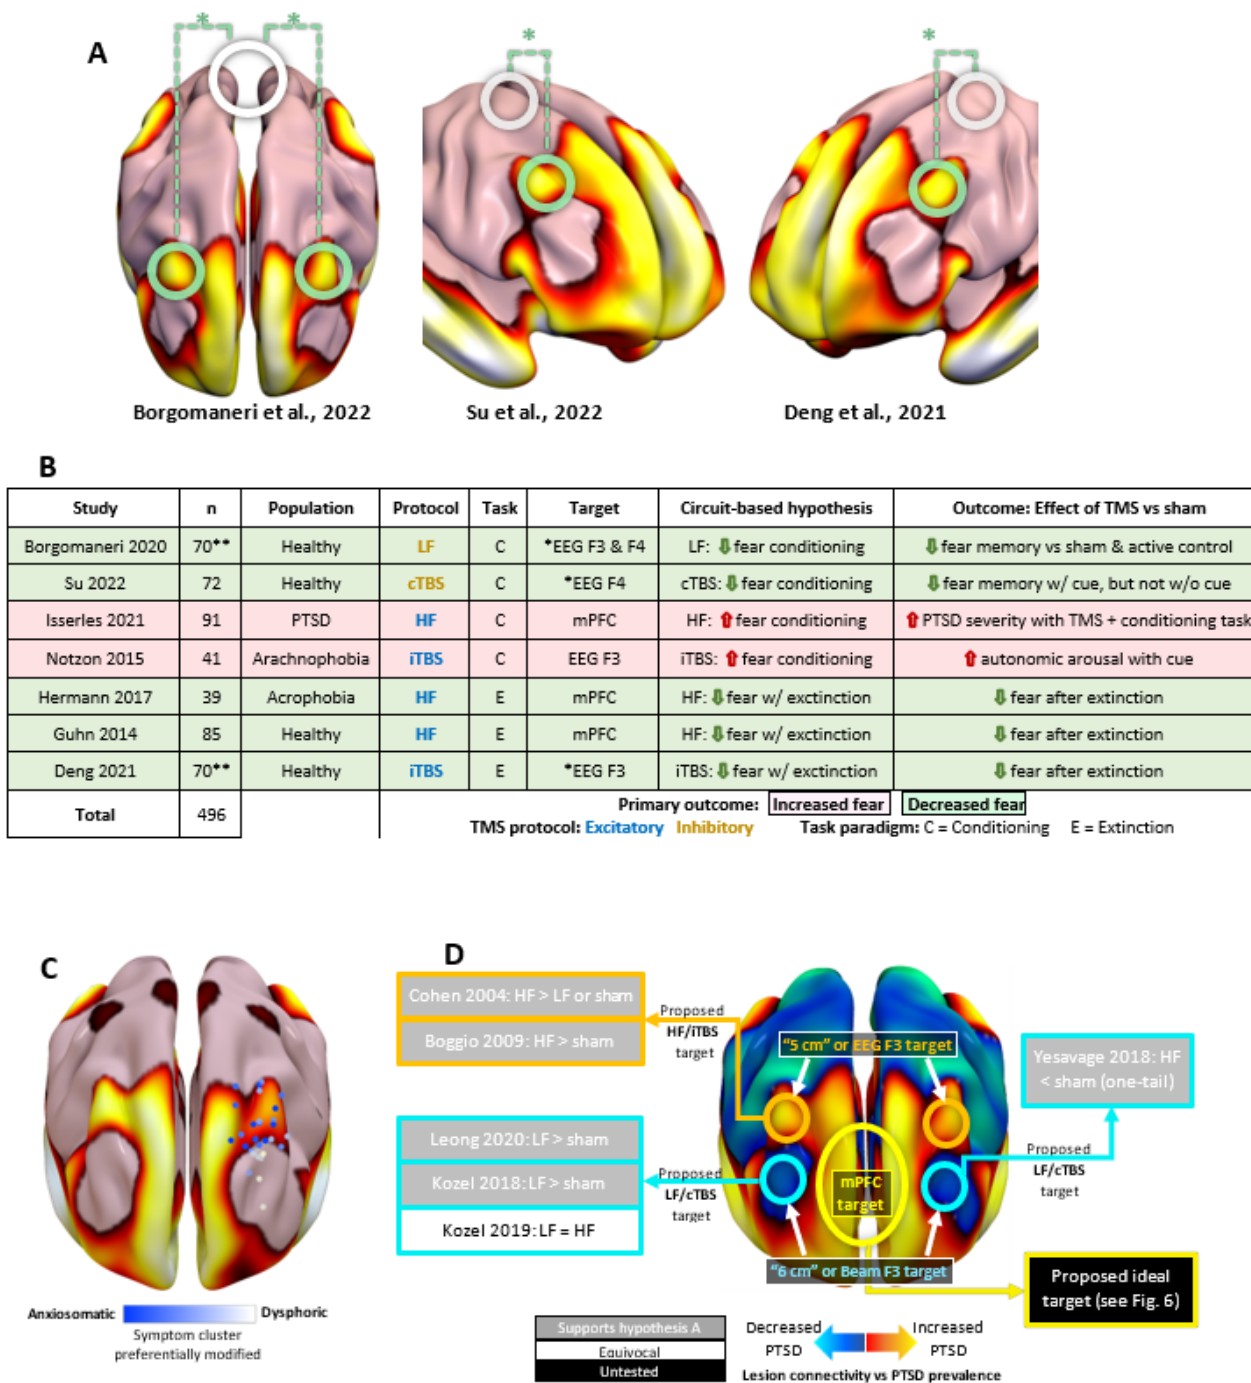 A
*
*
*
*
Borgomaneri et al., 2022
Su et al., 2022
Deng et al., 2021
B
Study n Population Protocol Task Target Circuit-based hypothesis Outcome: Effect of TMS vs sham
Borgomaneri 2020 70** Healthy LF C *EEG F3 & F4 LF: ⇩ fear conditioning ⇩ fear memory vs sham & active control
Su 2022 72 Healthy cTBS C *EEG F4 cTBS: ⇩ fear conditioning ⇩ fear memory w/ cue, but not w/o cue
Isserles 2021 91 PTSD HF C mPFC HF: ⇧ fear conditioning ⇧ PTSD severity with TMS + conditioning task
Notzon 2015 41 Arachnophobia iTBS C EEG F3 iTBS: ⇧ fear conditioning ⇧ autonomic arousal with cue
Hermann 2017 39 Acrophobia HF E mPFC HF: ⇩ fear w/ exctinction ⇩ fear after extinction
Guhn 2014 85 Healthy HF E mPFC HF: ⇩ fear w/ exctinction ⇩ fear after extinction
Deng 2021 70** Healthy iTBS E *EEG F3 iTBS: ⇩ fear w/ exctinction ⇩ fear after extinction
Total 496
Primary outcome: Increased fear Decreased fear
TMS protocol: Excitatory Inhibitory Task paradigm: C = Conditioning E = Extinction
C
Anxiosomatic Dysphoric
Symptom cluster
preferentially modified
D
Cohen 2004: HF > LF or sham
Boggio 2009: HF > sham
Proposed
HF/iTBS
target
"5 cm" or EEG F3 target
Yesavage 2018: HF
< sham (one-tail)
Leong 2020: LF > sham
Kozel 2018: LF > sham
Kozel 2019: LF = HF
Proposed
LF/cTBS
target
mPFC
target
Proposed
LF/cTBS
target
"6 cm" or Beam F3 target
Proposed ideal
target (see Fig. 6)
Supports hypothesis A
Equivocal
Untested
Decreased
PTSD
Increased
PTSD
Lesion connectivity vs PTSD prevalence